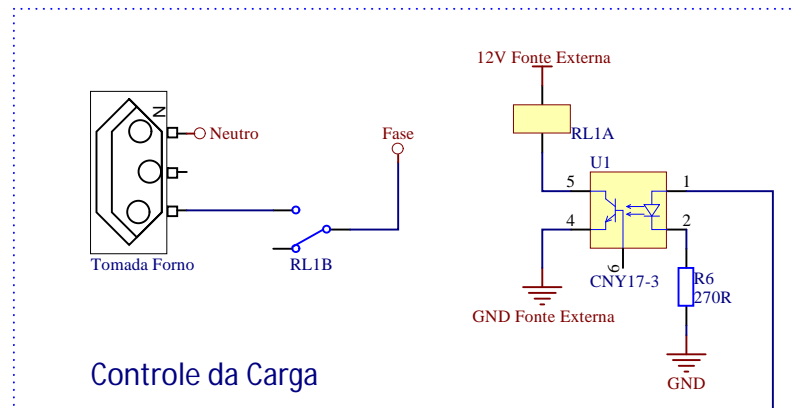 12V Fonte Externa
N
Neutro
Fase
RL1A
U1
5
1
4
2
Tomada Forno
RL1B
6
CNY17-3
R6
270R
GND Fonte Externa
Controle da Carga
GND